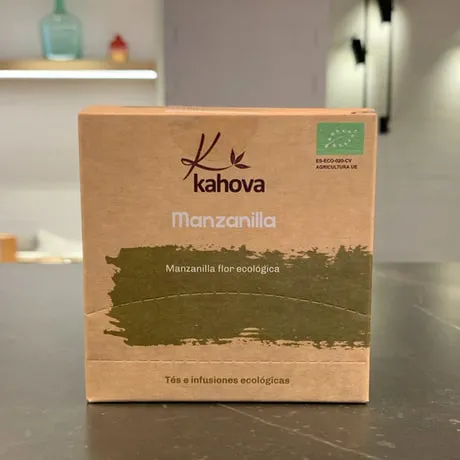 kahova
ES-ECO-020-CV
AGRICULTURA UE
Manzanilla
Manzanilla flor ecológica
Tés e infusiones ecológicas